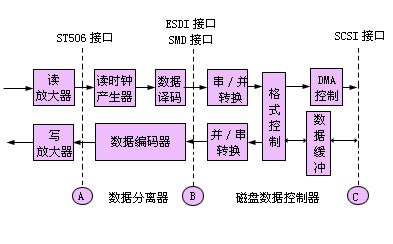 ESDI 接口
ST506 接口
SMD 接口
SCSI 接口
读
放大器
读时钟
产生器
数据
译码
串/并
转换
格式控制
DMA
控制
写
放大器
数据编码器
并/串
转换
数据缓冲
A
数据分离器
B
磁盘数据控制器
C